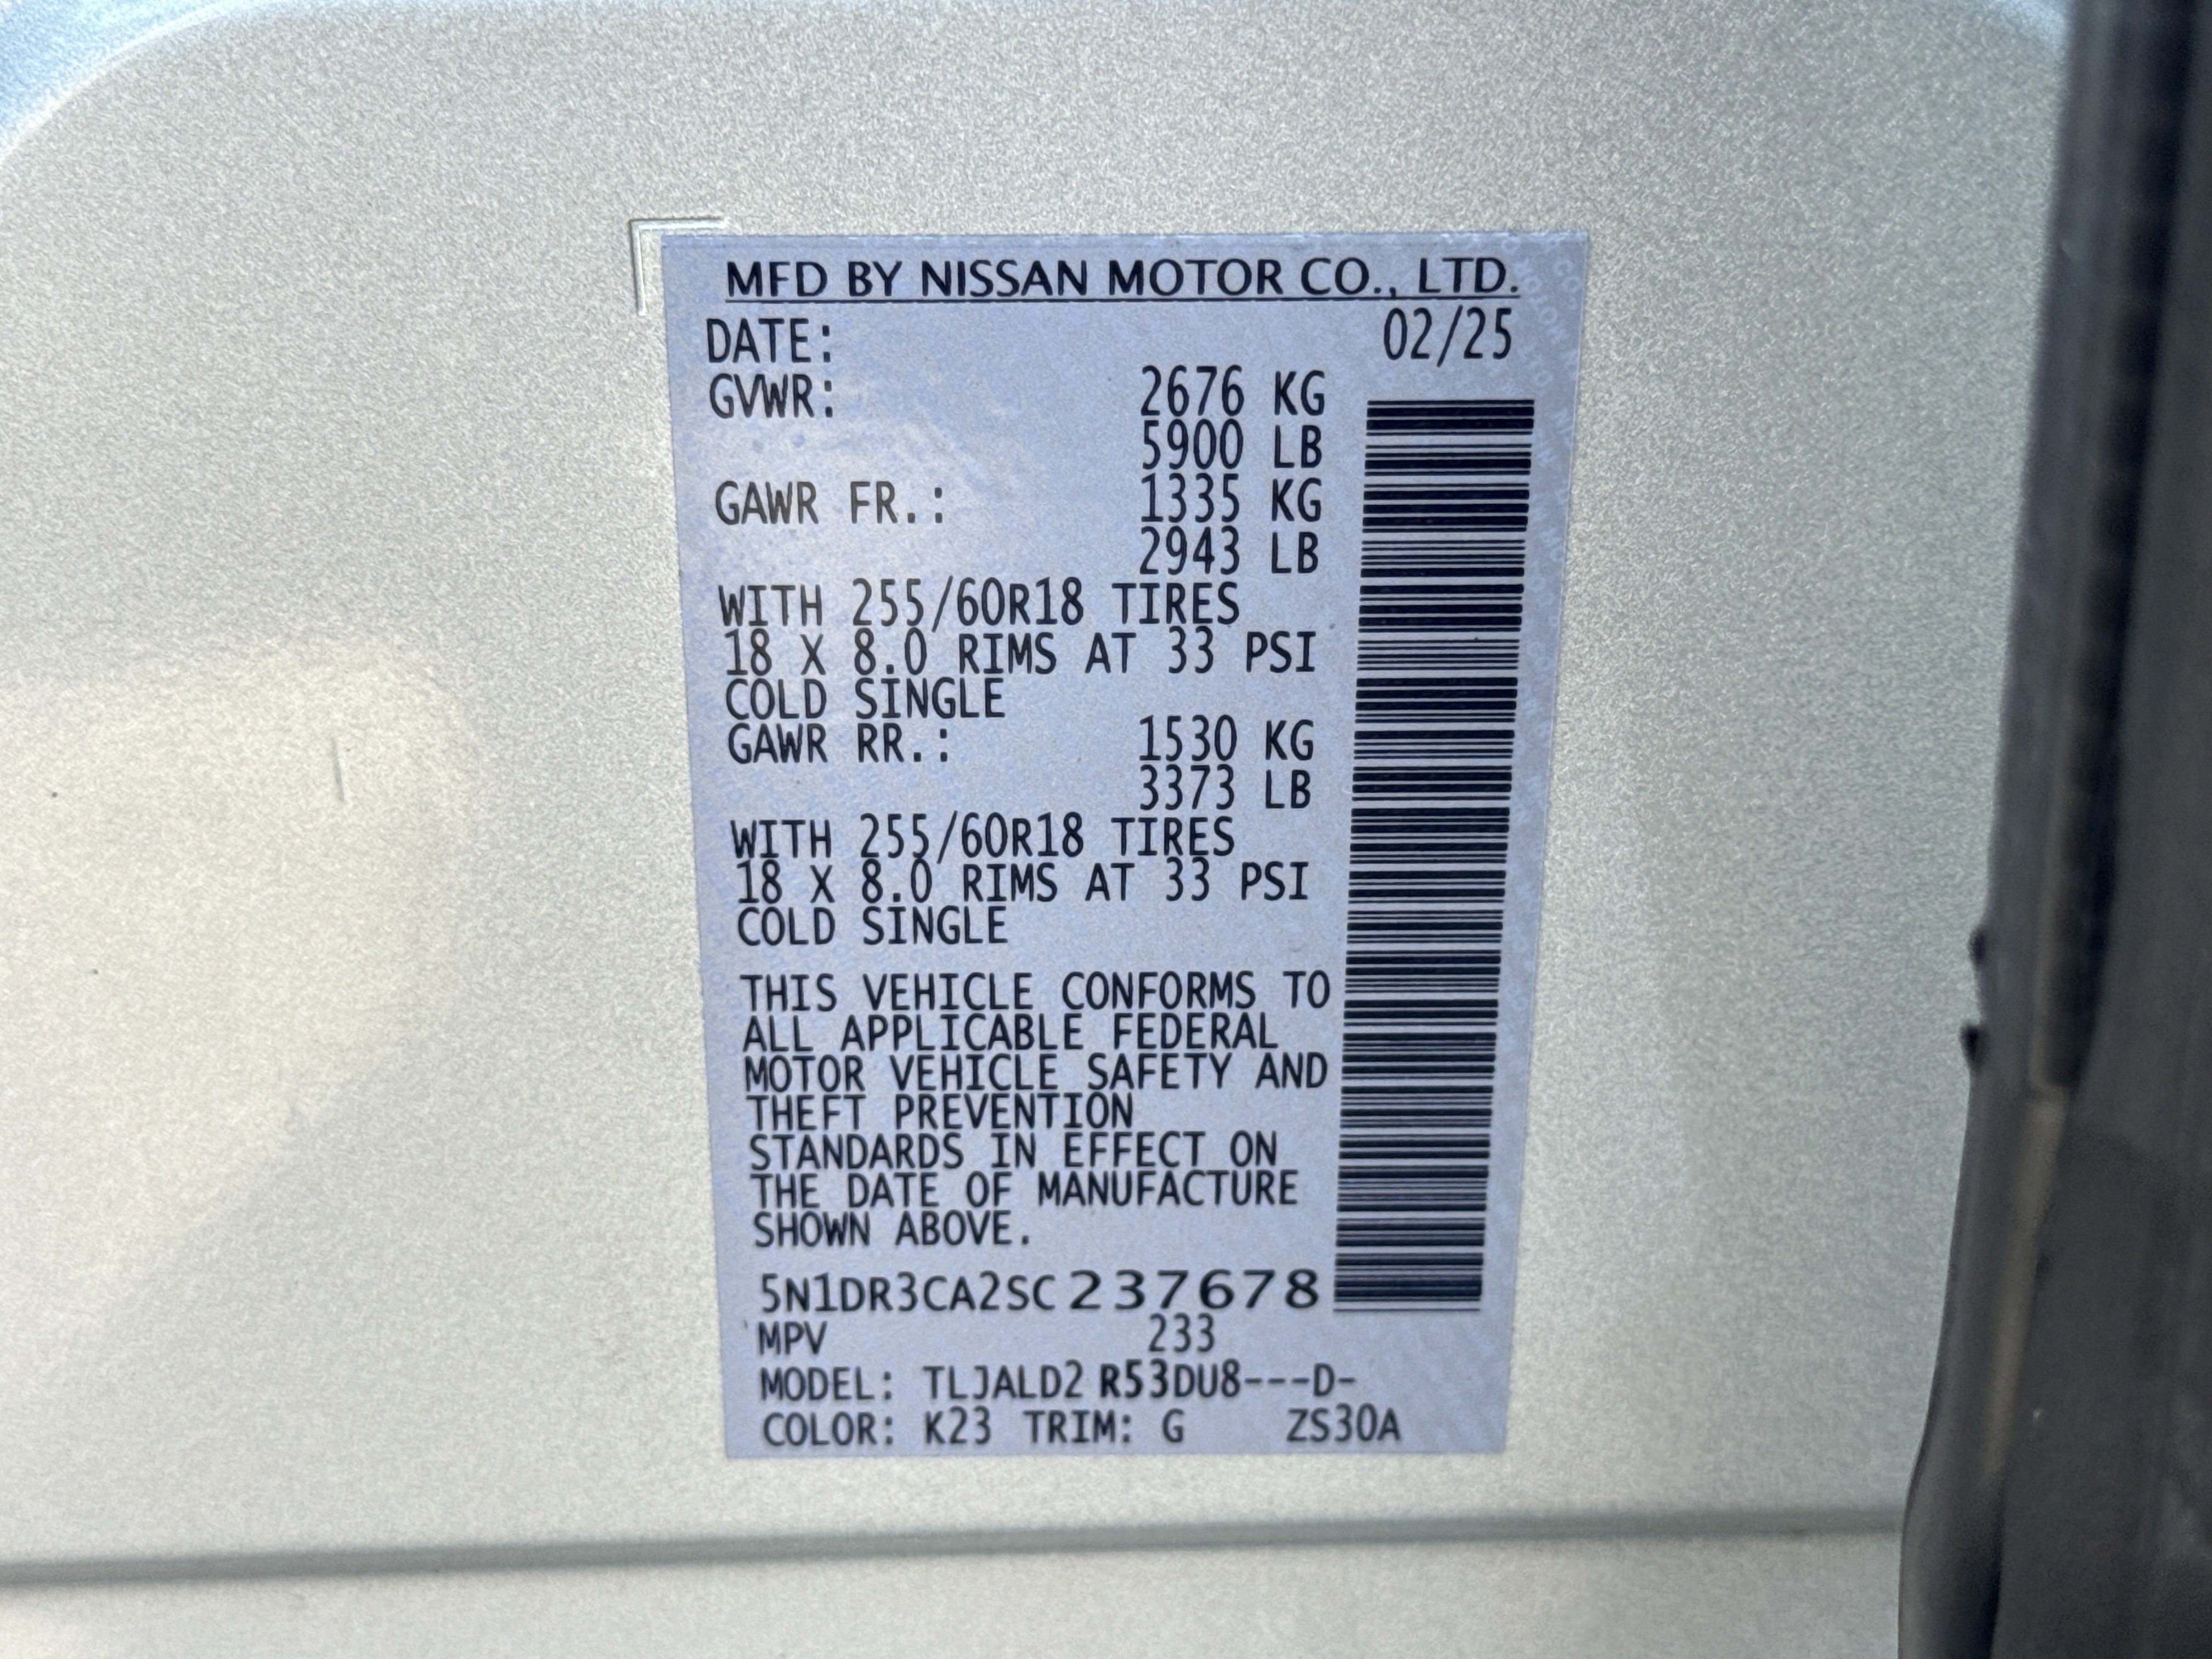 MFD BY NISSAN MOTOR CO., LTD.
DATE: 02/25
GVWR: 2676 KG
5900 LB
GAWR FR.: 1335 KG
2943 LB
WITH 255/60R18 TIRES
18 X 8.0 RIMS AT 33 PSI
COLD SINGLE
GAWR RR.: 1530 KG
3373 LB
WITH 255/60R18 TIRES
18 X 8.0 RIMS AT 33 PSI
COLD SINGLE
THIS VEHICLE CONFORMS TO
ALL APPLICABLE FEDERAL
MOTOR VEHICLE SAFETY AND
THEFT PREVENTION
STANDARDS IN EFFECT ON
THE DATE OF MANUFACTURE
SHOWN ABOVE.
5N1DR3CA2SC237678
MPV 233
MODEL: TLJALD2 R53DU8---D-
COLOR: K23 TRIM: G ZS30A